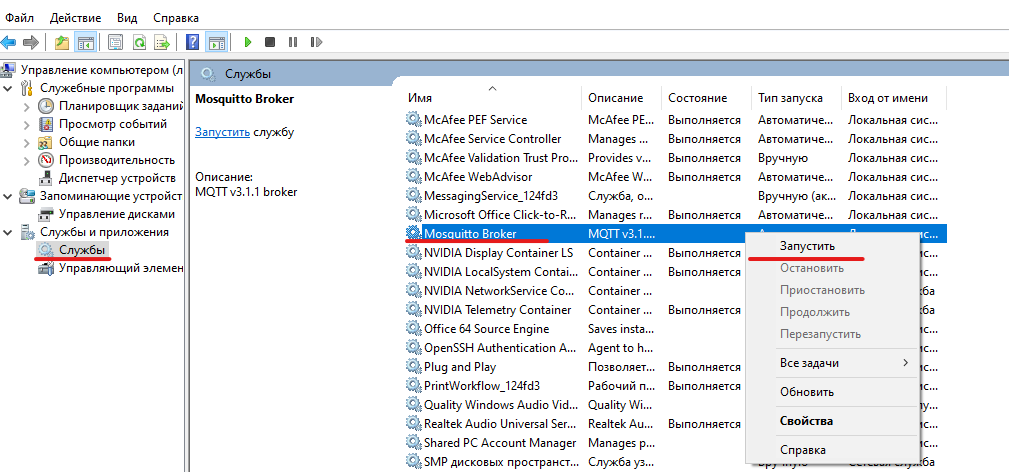 Файл Действие Вид Справка
Управление компьютером (л
Служебные программы
Планировщик заданий
Просмотр событий
Общие папки
Производительность
Диспетчер устройств
Запоминающие устройст
Управление дисками
Службы и приложения
Службы
Управляющий элемен
Службы
Mosquitto Broker
Запустить службу
Описание:
MQTT v3.1.1 broker
Имя Описание Состояние Тип запуска Вход от имени
McAfee PEF Service McAfee PE... Выполняется Автоматиче... Локальная сис...
McAfee Service Controller Manages ... Выполняется Автоматиче... Локальная сис...
McAfee Validation Trust Pro... Provides v... Выполняется Вручную Локальная сис...
McAfee WebAdvisor McAfee W... Выполняется Автоматиче... Локальная сис...
MessagingService_124fd3 Служба, о... Вручную (ак... Локальная сис...
Microsoft Office Click-to-R... Manages r... Выполняется Автоматиче... Локальная сис...
Mosquitto Broker MQTT v3.1....
NVIDIA Display Container LS Container ... Выполняется
NVIDIA LocalSystem Contai... Container ... Выполняется
NVIDIA NetworkService Co... Container ...
NVIDIA Telemetry Container Container ... Выполняется
Office 64 Source Engine Saves insta...
OpenSSH Authentication A... Agent to h...
Plug and Play Позволяет... Выполняется
PrintWorkflow_124fd3 Рабочий п... Выполняется
Quality Windows Audio Vid... Quality Wi...
Realtek Audio Universal Ser... Realtek Au... Выполняется
Shared PC Account Manager Manages p...
SMP дисковых пространст... Служба уз... Вручную
Запустить
Остановить
Приостановить
Продолжить
Перезапустить
Все задачи
Обновить
Свойства
Справка